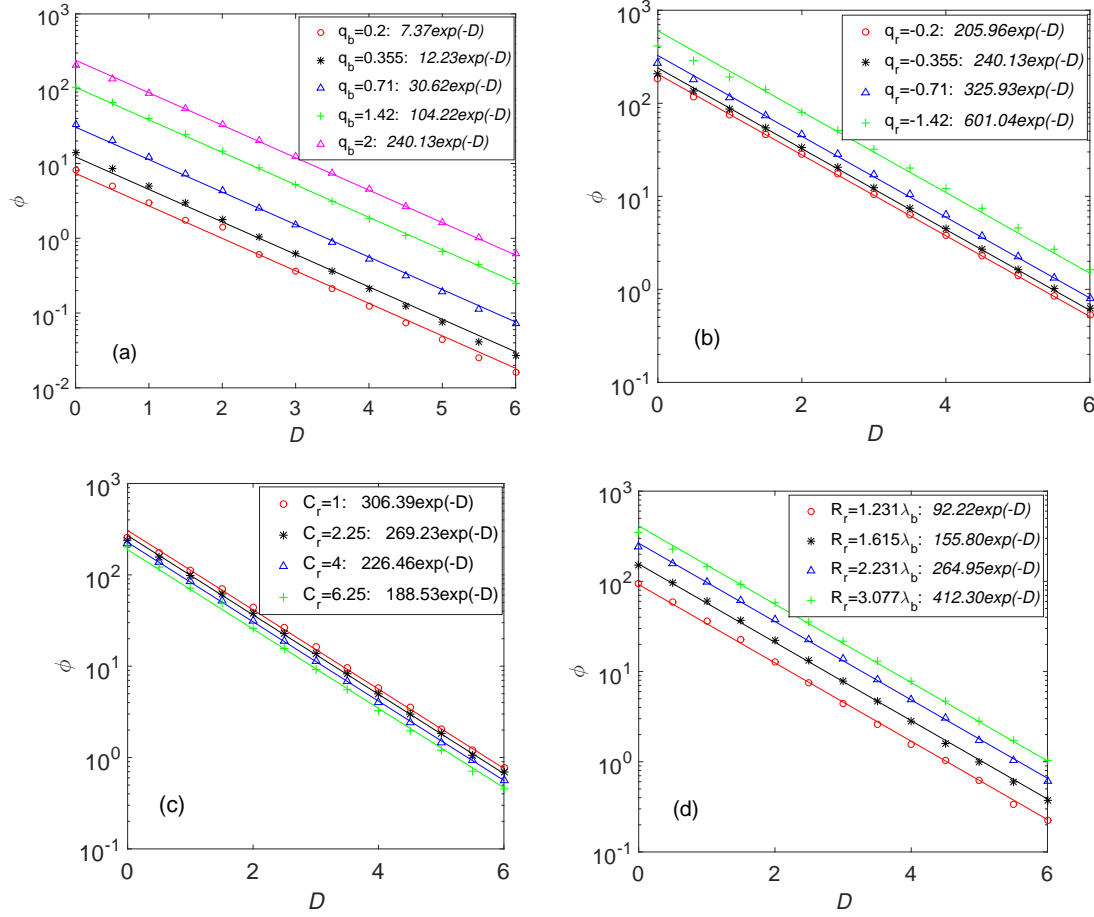 10^3
10^2
10^1
10^0
10^-1
10^-2
ϕ
q_b=0.2: 7.37exp(-D)
q_b=0.355: 12.23exp(-D)
q_b=0.71: 30.62exp(-D)
q_b=1.42: 104.22exp(-D)
q_b=2: 240.13exp(-D)
(a)
0 1 2 3 4 5 6
D
10^3
10^2
10^1
10^0
10^-1
ϕ
q_r=-0.2: 205.96exp(-D)
q_r=-0.355: 240.13exp(-D)
q_r=-0.71: 325.93exp(-D)
q_r=-1.42: 601.04exp(-D)
(b)
0 2 4 6
D
10^3
10^2
10^1
10^0
10^-1
ϕ
C_r=1: 306.39exp(-D)
C_r=2.25: 269.23exp(-D)
C_r=4: 226.46exp(-D)
C_r=6.25: 188.53exp(-D)
(c)
0 2 4 6
D
10^3
10^2
10^1
10^0
10^-1
ϕ
R_r=1.231λ_b: 92.22exp(-D)
R_r=1.615λ_b: 155.80exp(-D)
R_r=2.231λ_b: 264.95exp(-D)
R_r=3.077λ_b: 412.30exp(-D)
(d)
0 2 4 6
D